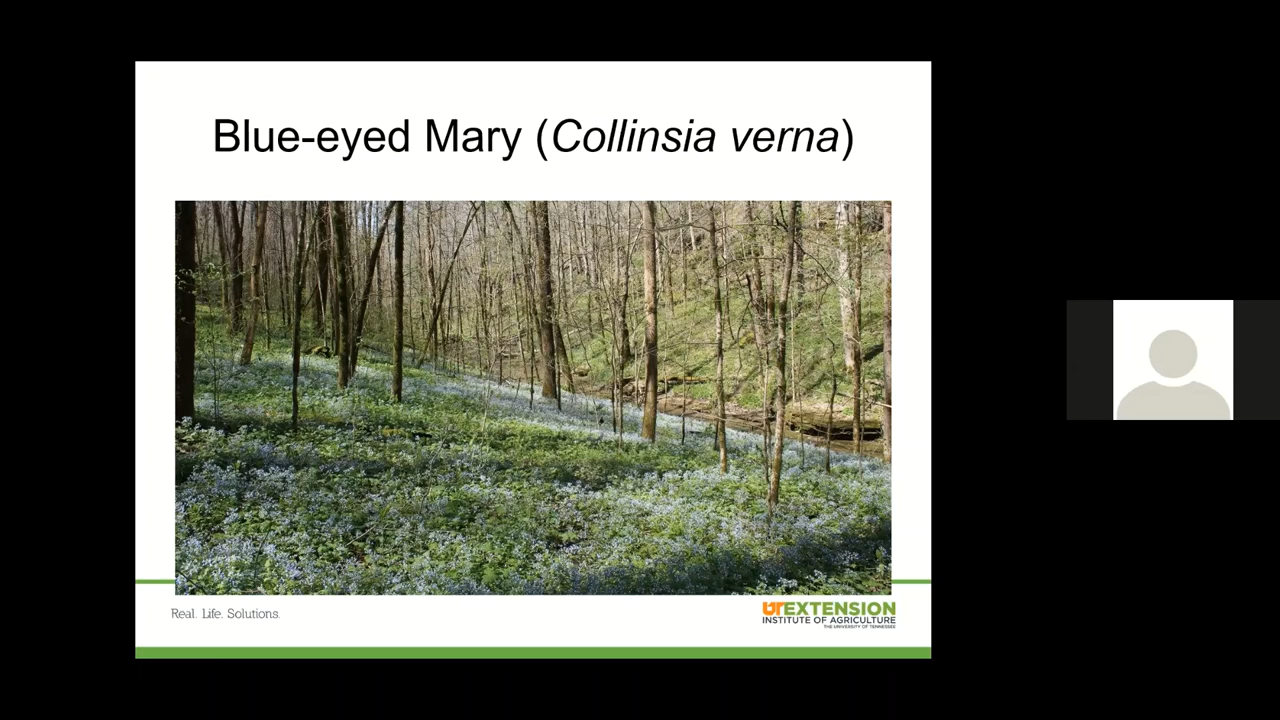 Blue-eyed Mary (Collinsia verna)
Real. Life. Solutions.
UTEXTENSION
INSTITUTE OF AGRICULTURE
THE UNIVERSITY OF TENNESSEE